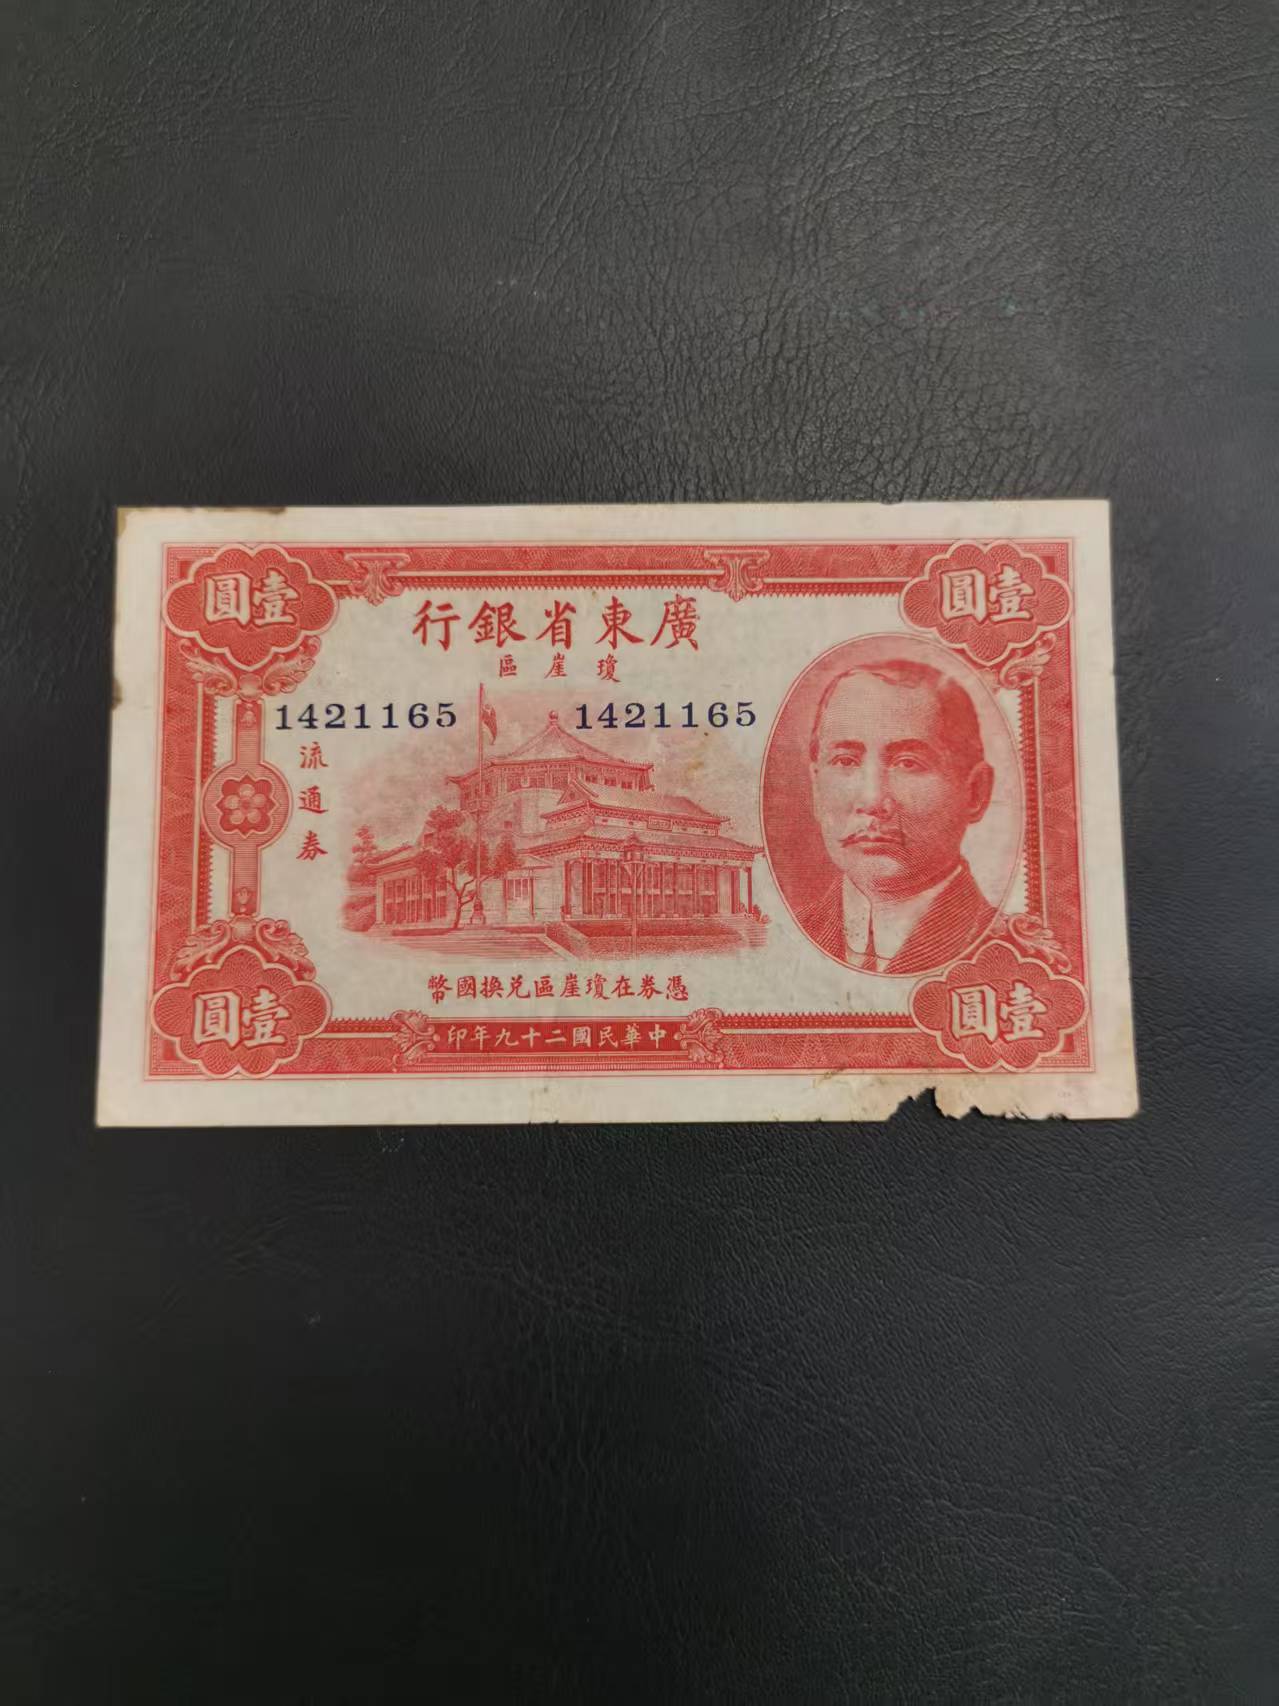 壹圓 壹圓
廣東省銀行
瓊崖區
1421165 1421165
流通券
憑券在瓊崖區兌換國幣
壹圓 壹圓
中華民國二十九年印